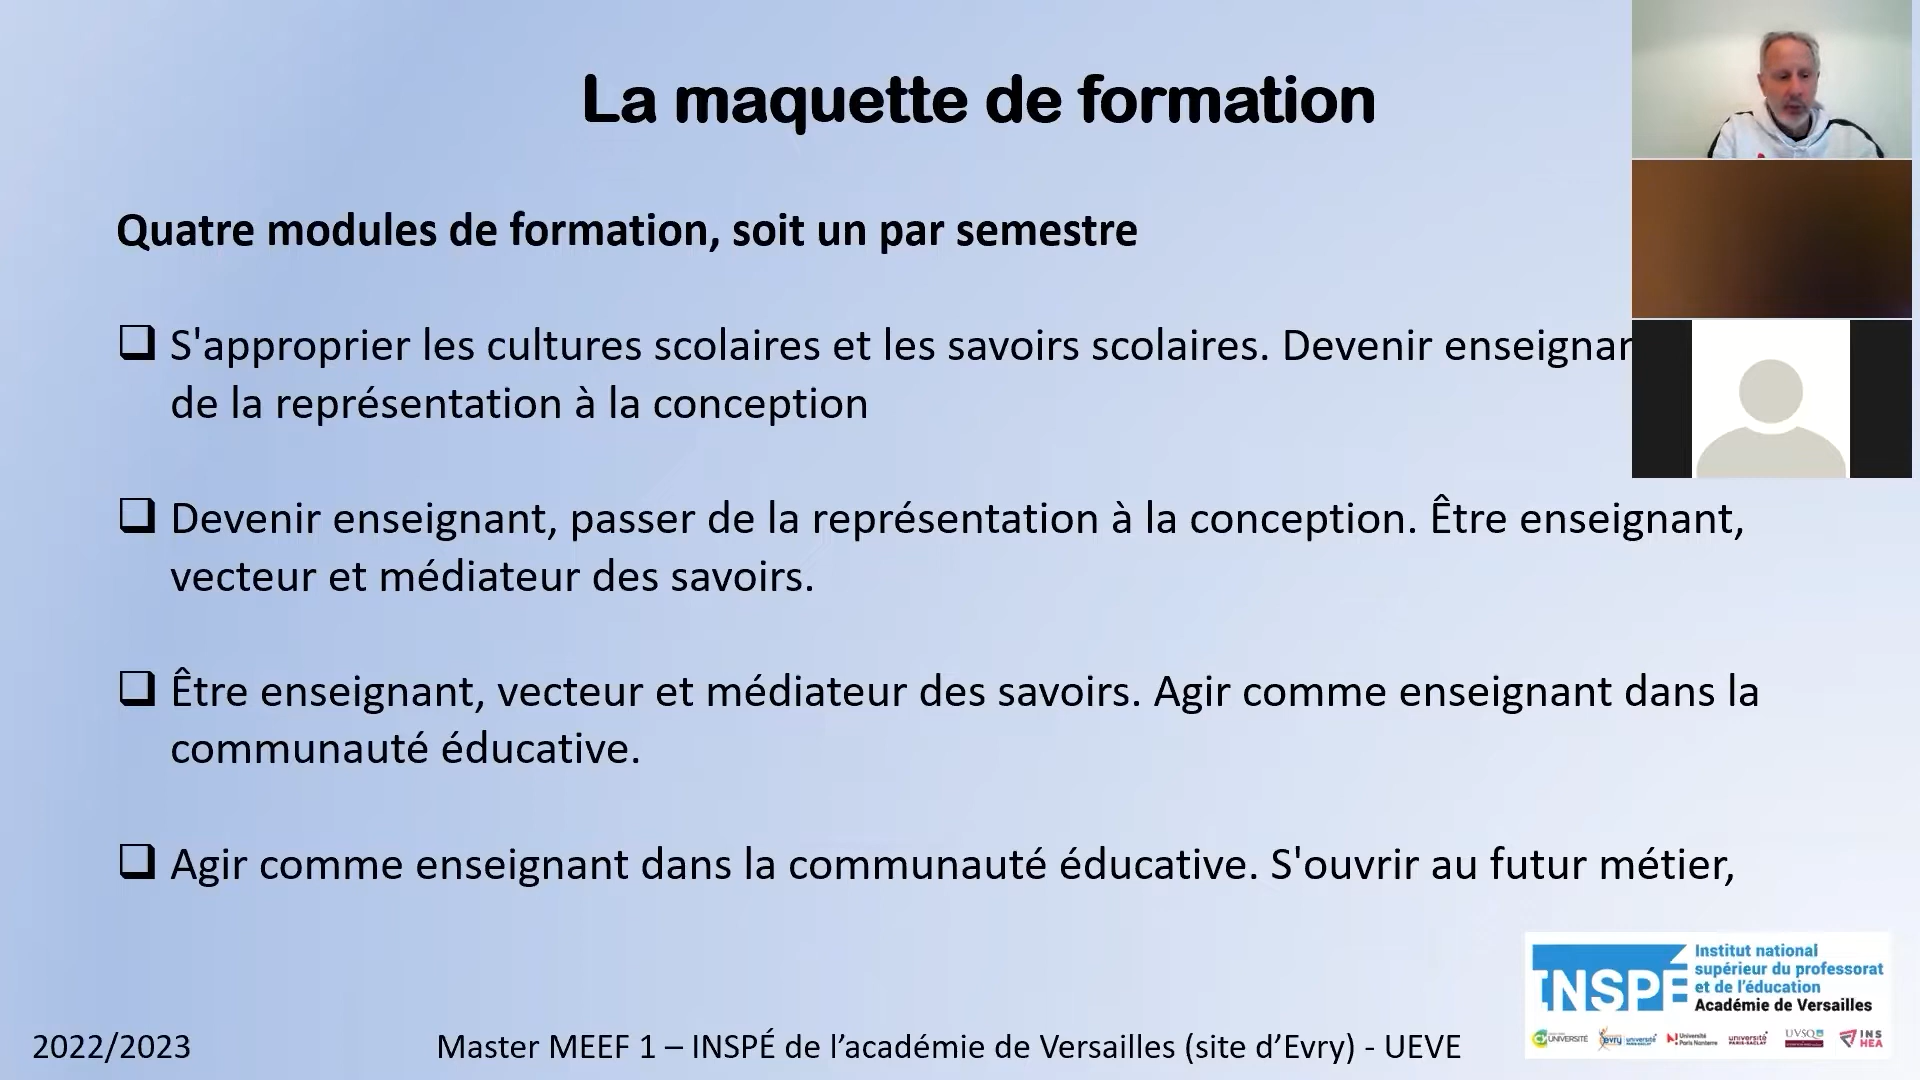 La maquette de formation
Quatre modules de formation, soit un par semestre
S'approprier les cultures scolaires et les savoirs scolaires. Devenir
de la représentation à la conception
Devenir enseignant, passer de la représentation à la conception. Être enseignant,
vecteur et médiateur des savoirs.
Être enseignant, vecteur et médiateur des savoirs. Agir comme enseignant dans la
communauté éducative.
Agir comme enseignant dans la communauté éducative. S'ouvrir au futur métier,
INSPÉ
Institut national
supérieur du professorat
et de l'éducation
Académie de Versailles
UNIVERSITÉ
évry université PARIS-SACLAY
Université Paris Nanterre
université PARIS-SACLAY
UVSQ
INS HEA
2022/2023
Master MEEF 1 – INSPÉ de l’académie de Versailles (site d’Evry) - UEVE